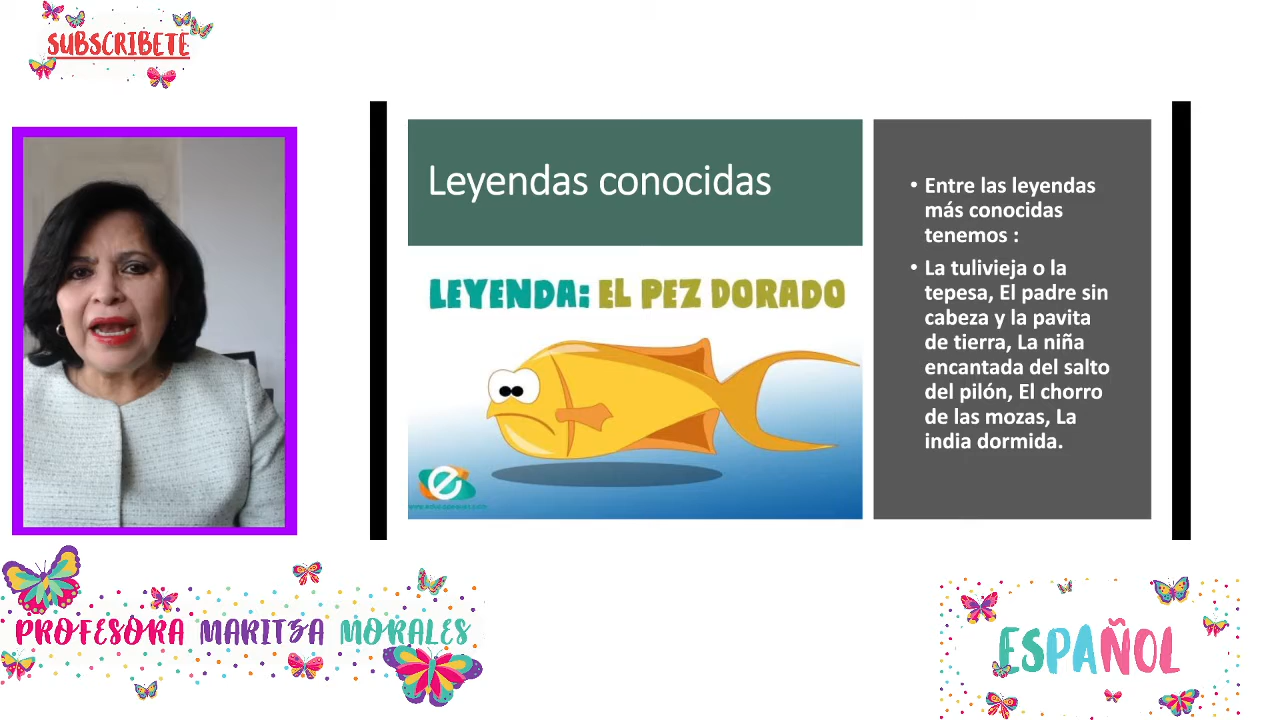 SUBSCRIBETE
Leyendas conocidas
LEYENDA: EL PEZ DORADO
• Entre las leyendas
más conocidas
tenemos :
• La tulivieja o la
tepesa, El padre sin
cabeza y la pavita
de tierra, La niña
encantada del salto
del pilón, El chorro
de las mozas, La
india dormida.
PROFESORA MARITZA MORALES
ESPAÑOL